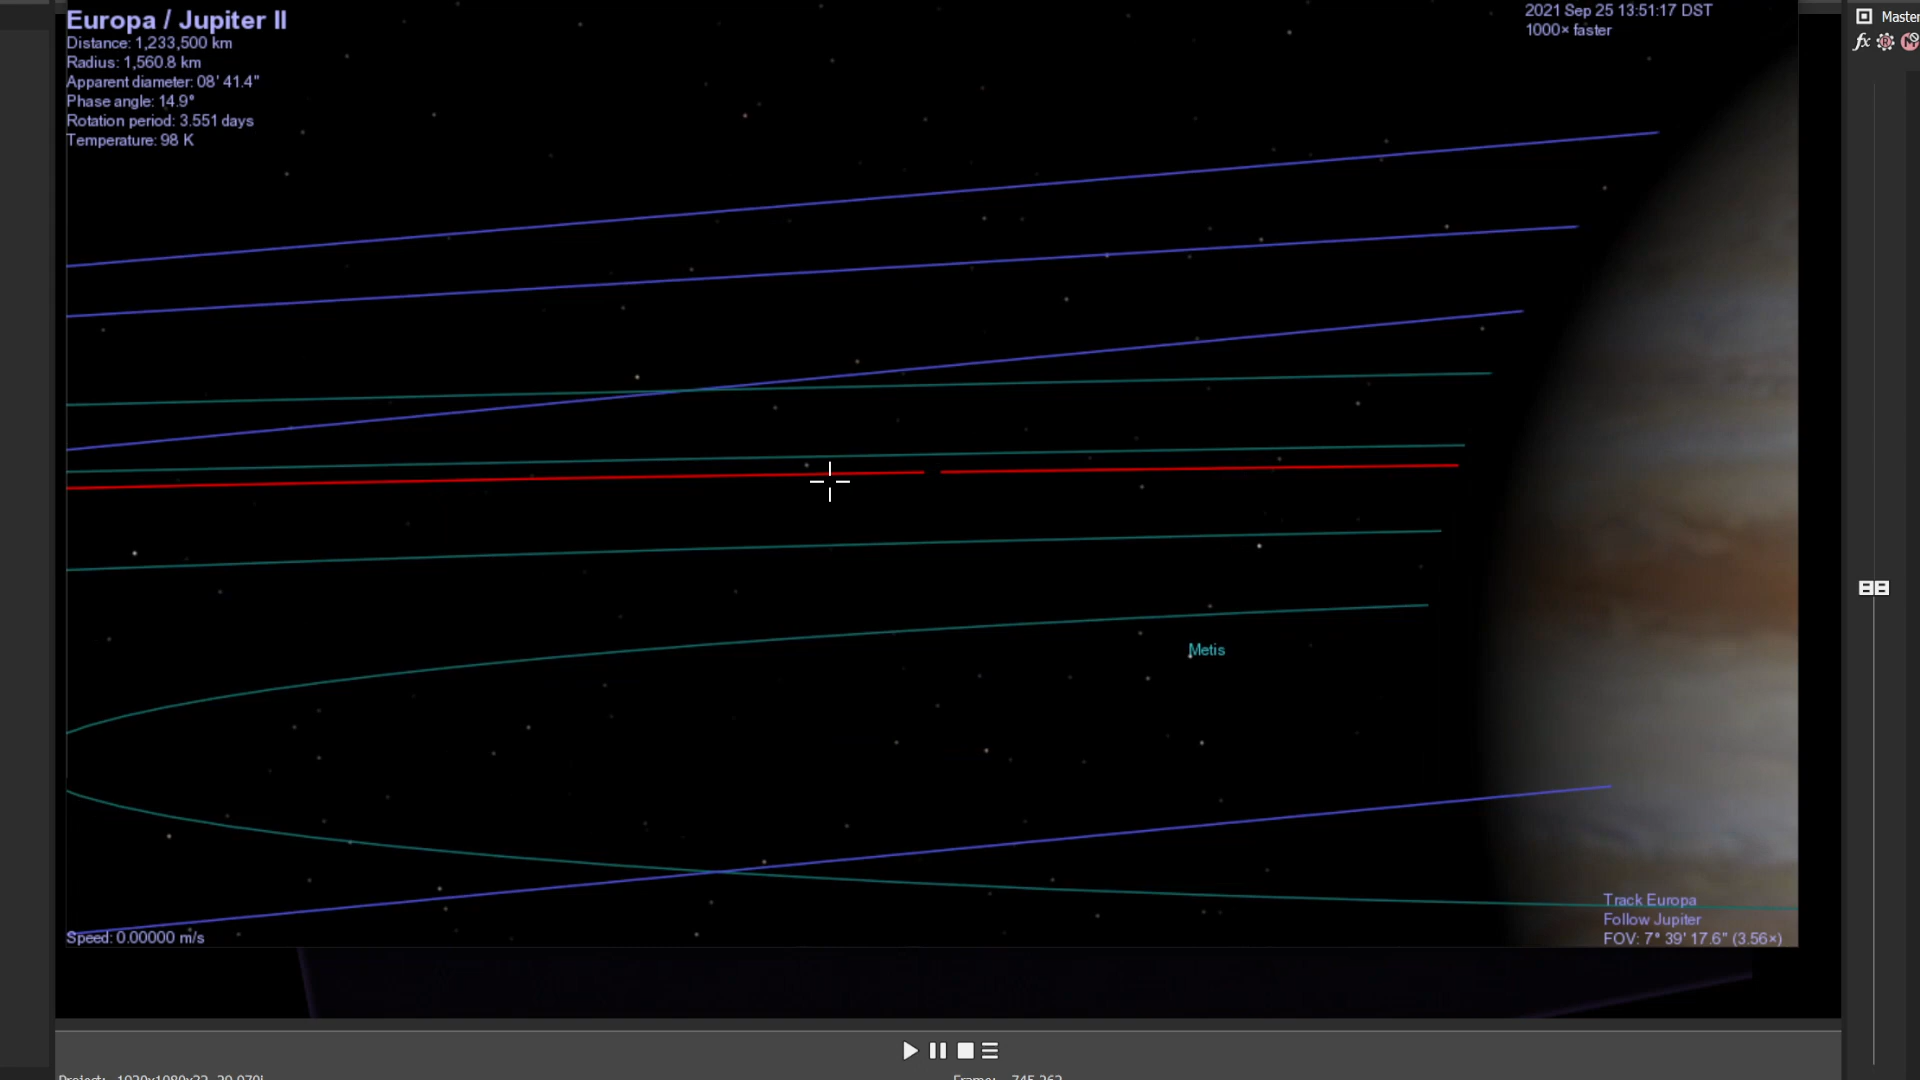 Europa / Jupiter II
Distance: 1,233,500 km
Radius: 1,560.8 km
Apparent diameter: 08' 41.4"
Phase angle: 14.9°
Rotation period: 3.551 days
Temperature: 98 K
2021 Sep 25 13:51:17 DST
1000× faster
Master
fx
Metis
Track Europa
Follow Jupiter
FOV: 7° 39' 17.6" (3.56×)
Speed: 0.00000 m/s